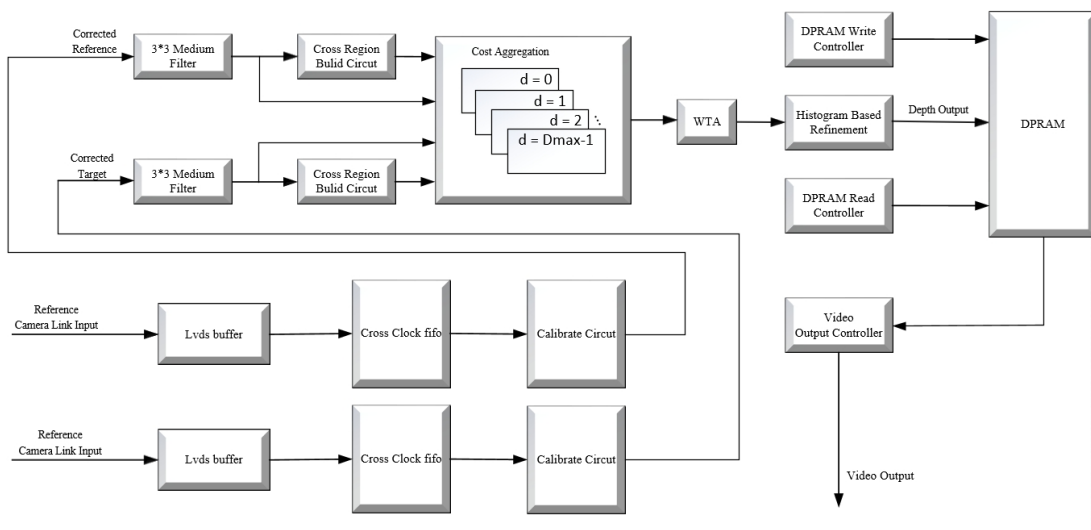 Corrected
Reference
3*3 Medium
Filter
Cross Region
Bulid Circut
Cost Aggregation
d = 0
d = 1
d = 2
⋱
d = Dmax-1
Corrected
Target
3*3 Medium
Filter
Cross Region
Bulid Circut
WTA
DPRAM Write
Controller
Histogram Based
Refinement
Depth Output
DPRAM Read
Controller
DPRAM
Reference
Camera Link Input
Lvds buffer
Cross Clock fifo
Calibrate Circut
Video
Output Controller
Reference
Camera Link Input
Lvds buffer
Cross Clock fifo
Calibrate Circut
Video Output